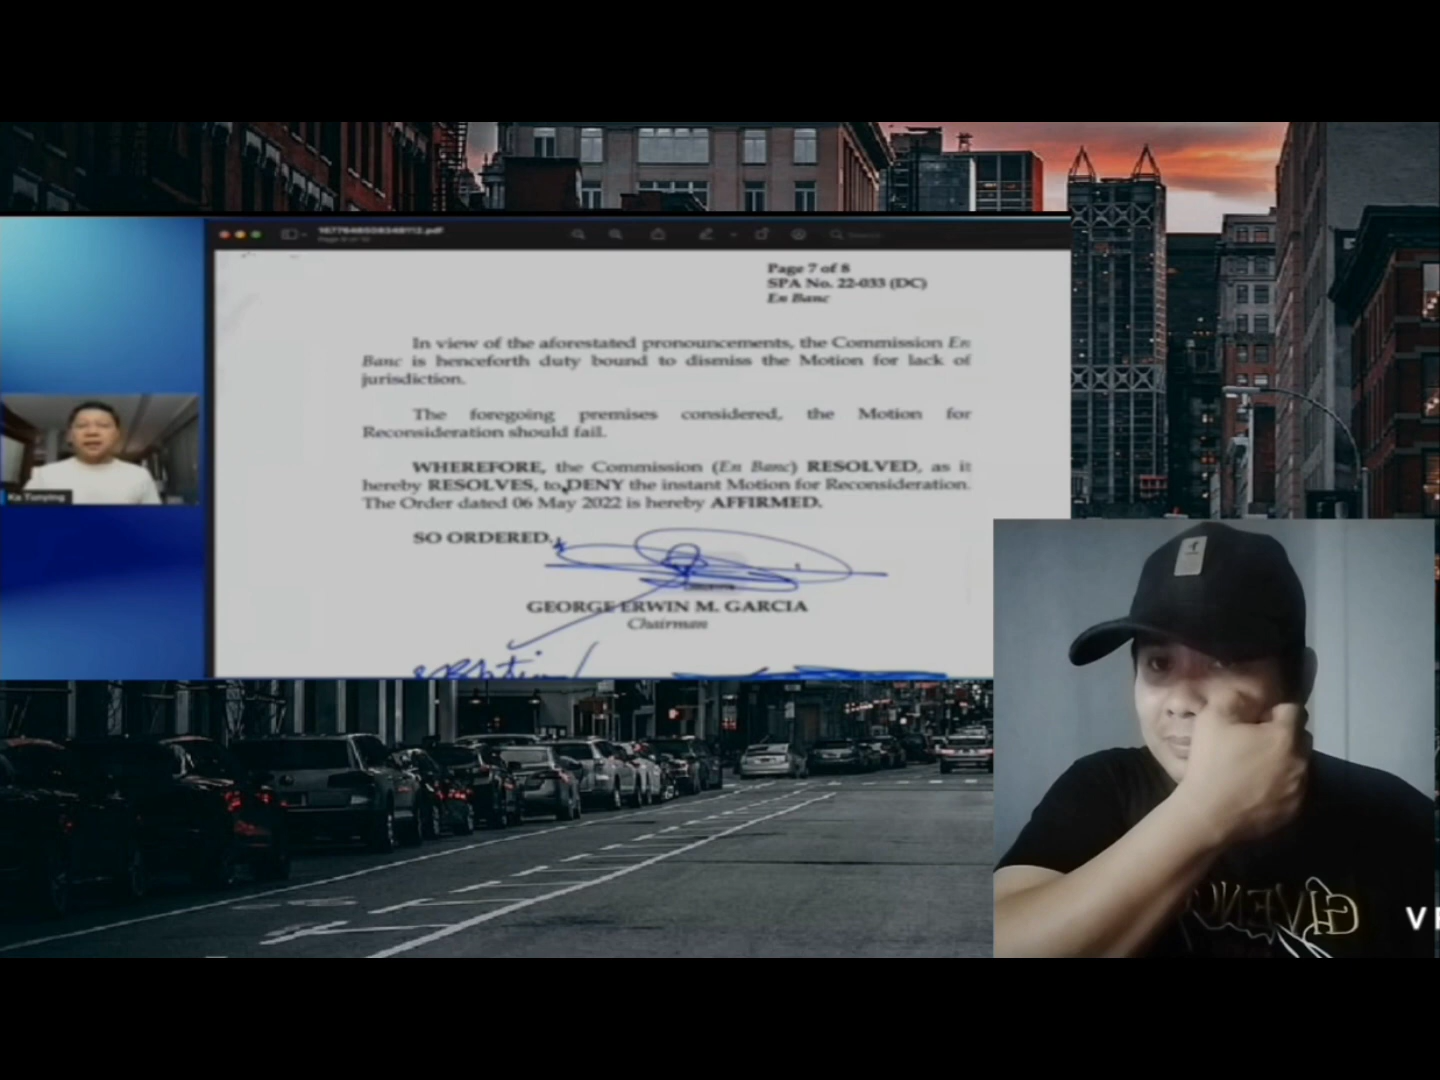 Page 7 of 8
SPA No. 22-033 (DC)
En Banc
In view of the aforestated pronouncements, the Commission En
Banc is henceforth duty bound to dismiss the Motion for lack of
jurisdiction.
The foregoing premises considered, the Motion for
Reconsideration should fail.
WHEREFORE, the Commission (En Banc) RESOLVED, as it
hereby RESOLVES, to DENY the instant Motion for Reconsideration.
The Order dated 06 May 2022 is hereby AFFIRMED.
SO ORDERED.
GEORGE ERWIN M. GARCIA
Chairman
Ka Tunying
GIVENC
V